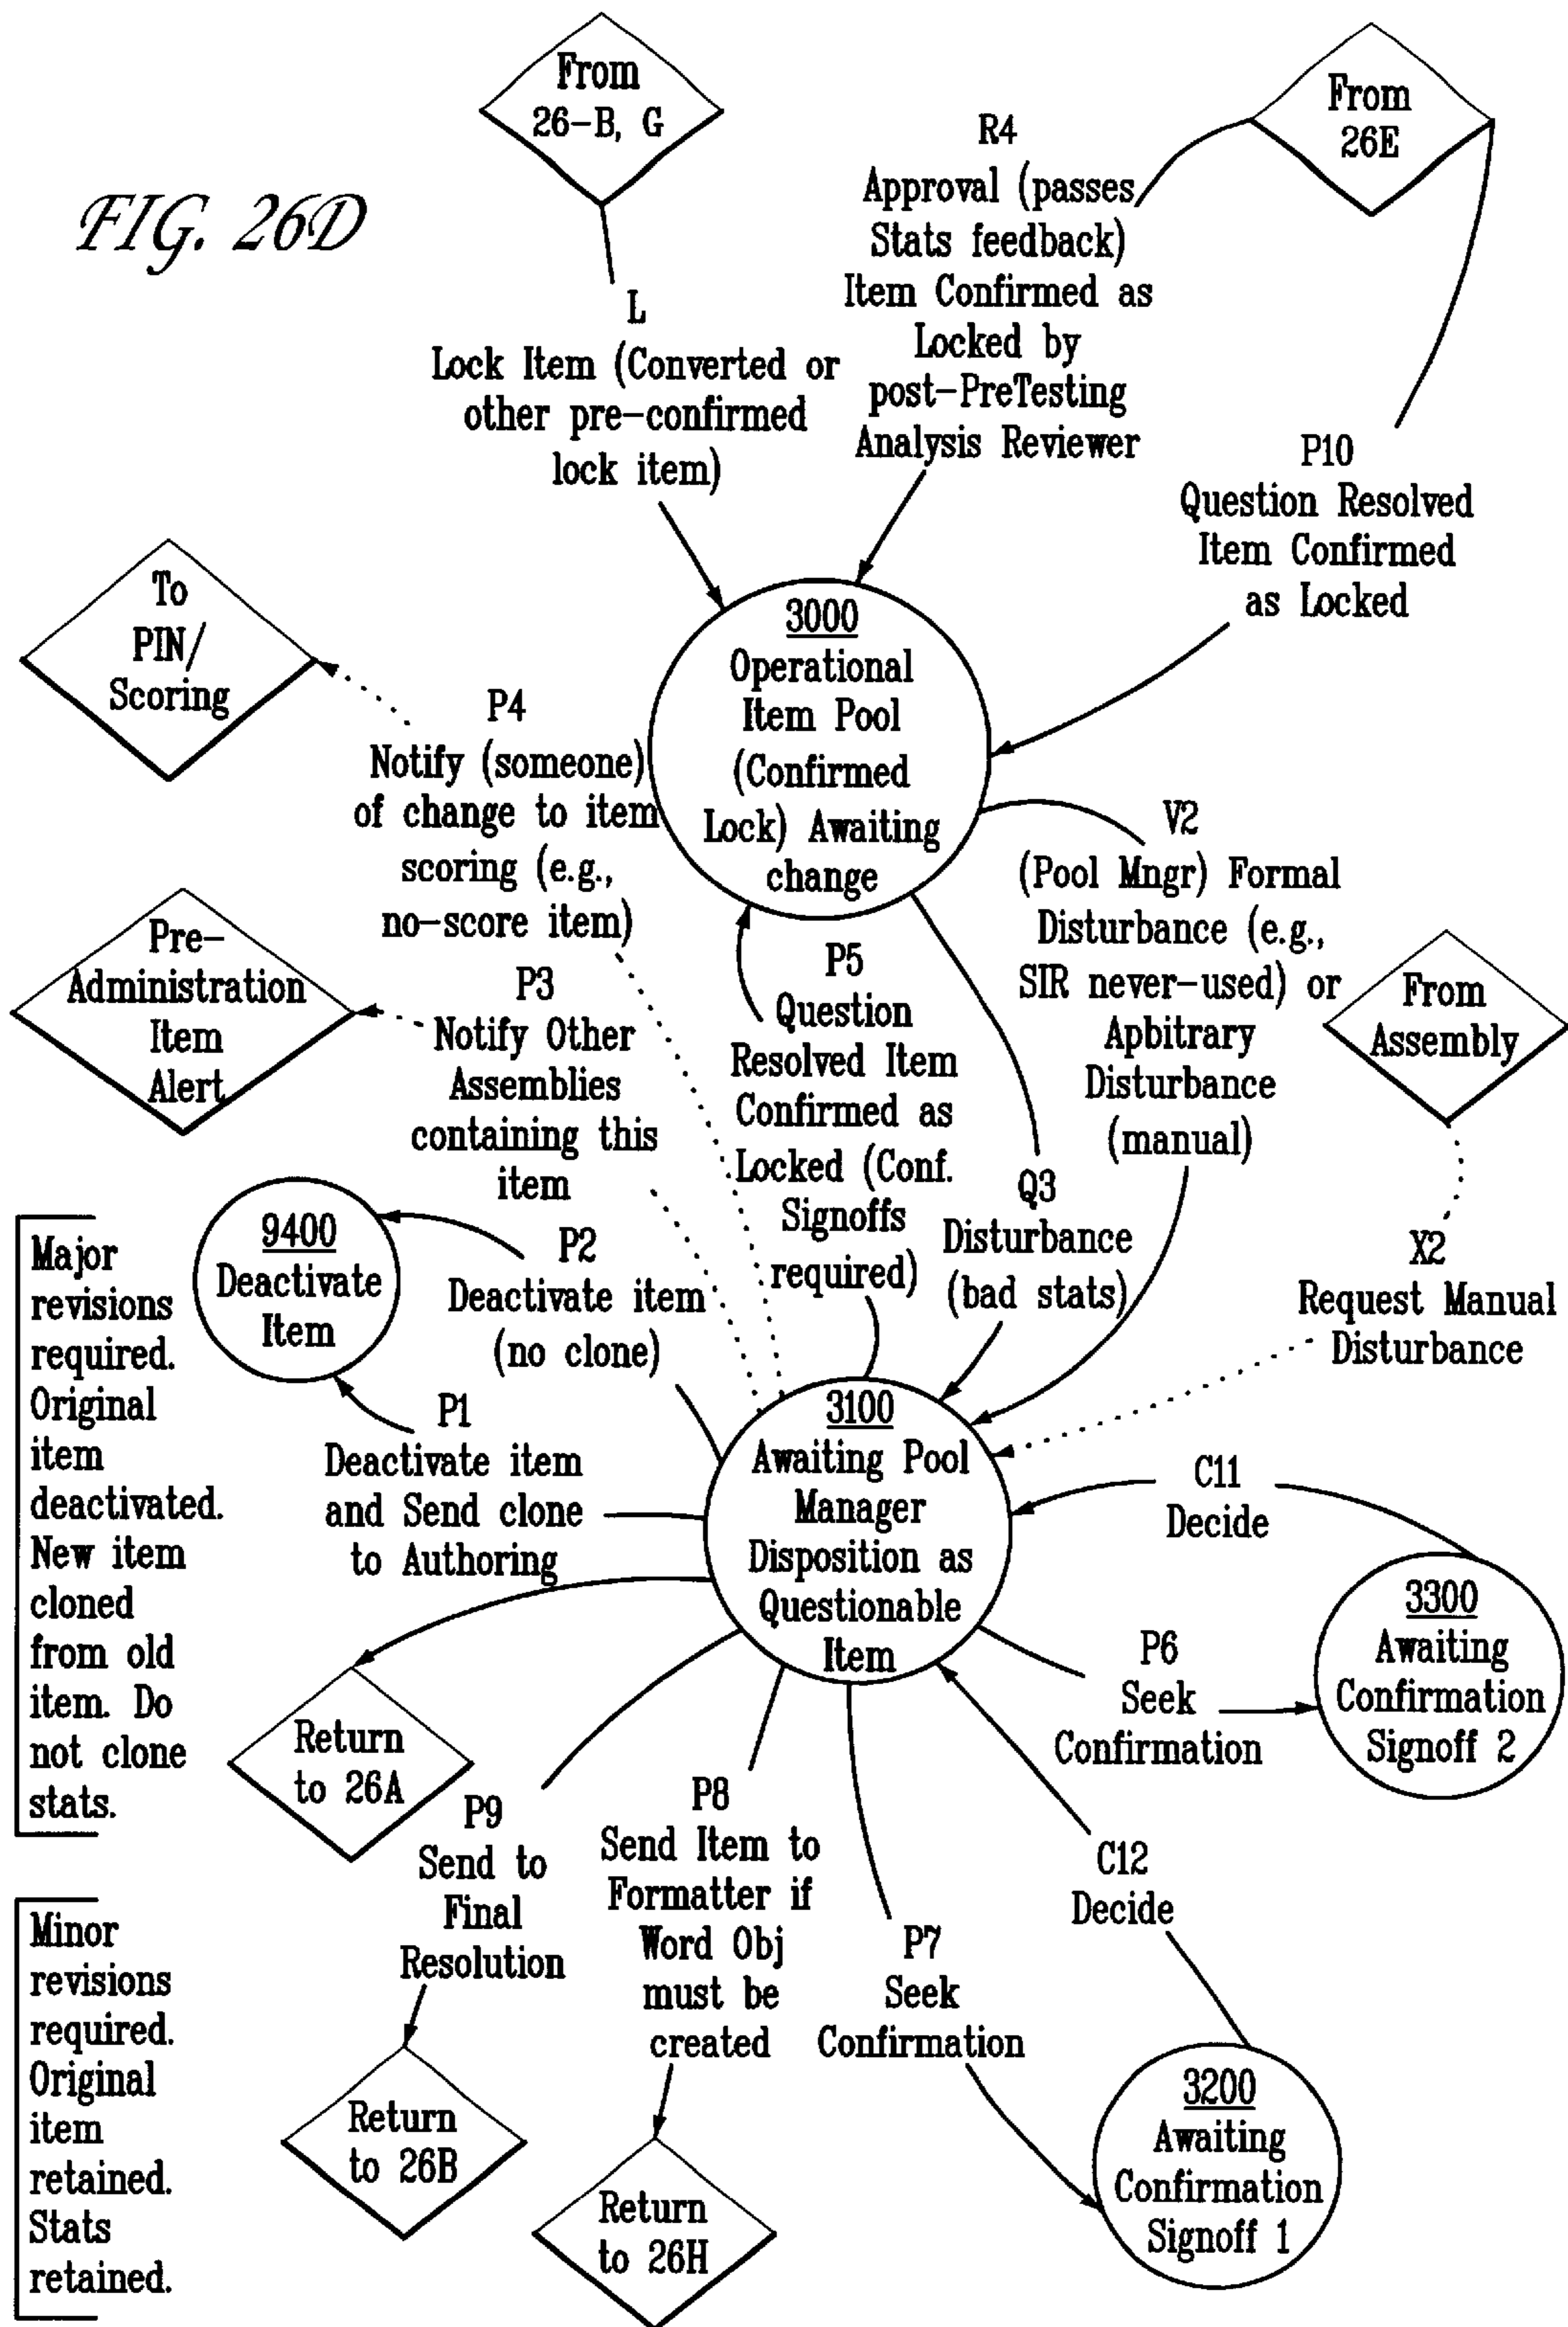 FIG. 26D
From
26-B, G
From
26E
L
Lock Item (Converted or
other pre-confirmed
lock item)
R4
Approval (passes
Stats feedback)
Item Confirmed as
Locked by
post-PreTesting
Analysis Reviewer
P10
Question Resolved
Item Confirmed
as Locked
To
PIN/
Scoring
3000
Operational
Item Pool
(Confirmed
Lock) Awaiting
change
P4
Notify (someone)
of change to item
scoring (e.g.,
no-score item)
V2
(Pool Mngr) Formal
Disturbance (e.g.,
SIR never-used) or
Apbitrary
Disturbance
(manual)
Pre-
Administration
Item
Alert
P3
Notify Other
Assemblies
containing this
item
P5
Question
Resolved Item
Confirmed as
Locked (Conf.
Signoffs
required)
From
Assembly
Q3
Disturbance
(bad stats)
X2
Request Manual
Disturbance
9400
Deactivate
Item
P2
Deactivate item
(no clone)
P1
Deactivate item
and Send clone
to Authoring
3100
Awaiting Pool
Manager
Disposition as
Questionable
Item
C11
Decide
3300
Awaiting
Confirmation
Signoff 2
P6
Seek
Confirmation
Major
revisions
required.
Original
item
deactivated.
New item
cloned
from old
item. Do
not clone
stats.
Return
to 26A
P9
Send to
Final
Resolution
P8
Send Item to
Formatter if
Word Obj
must be
created
P7
Seek
Confirmation
C12
Decide
Minor
revisions
required.
Original
item
retained.
Stats
retained.
Return
to 26B
Return
to 26H
3200
Awaiting
Confirmation
Signoff 1